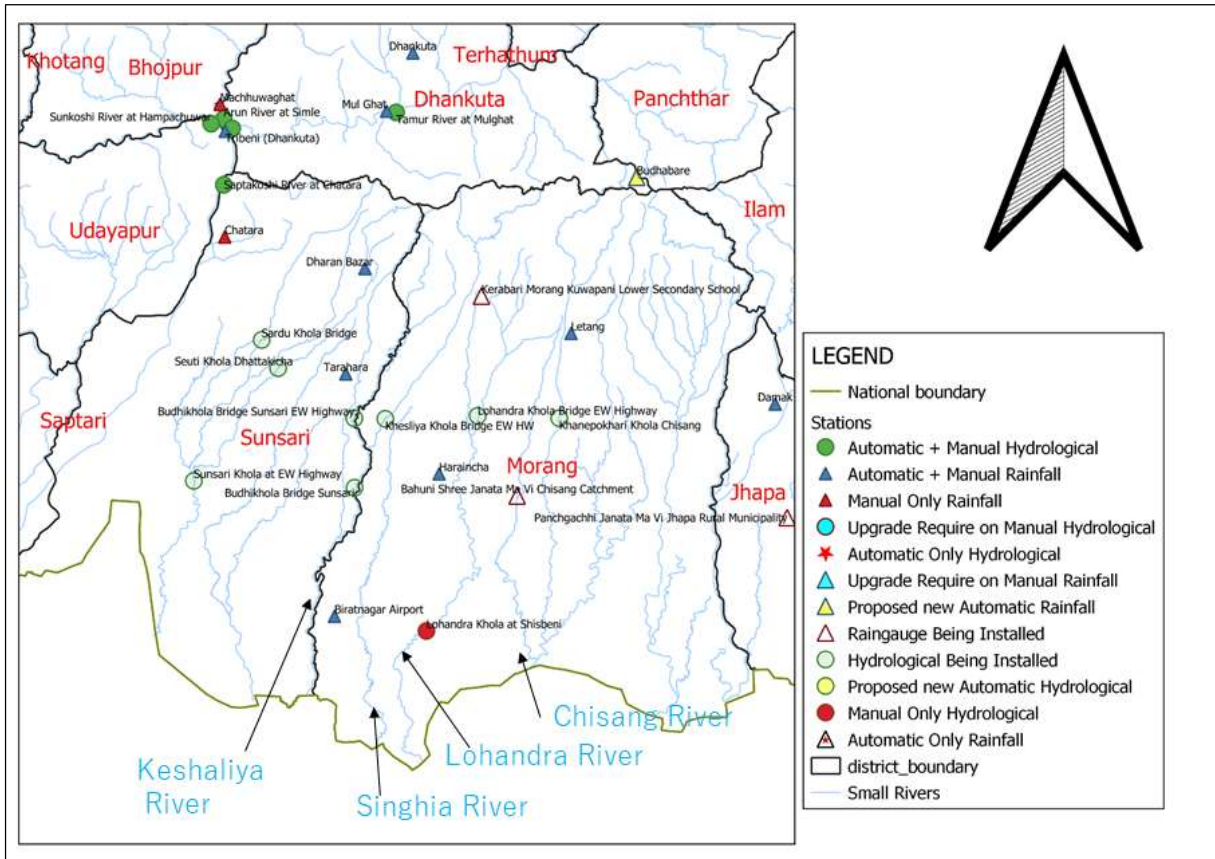 Dhankuta
Terhathum
Khotang
Bhojpur
Panchthar
Dhankuta
Machhuwaghat
Mul Ghat
Arun River at Simle
Sunkoshi River at Hampachuwar
Tamur River at Mulghat
Tribeni (Dhankuta)
Budhabare
Saptakoshi River at Chatara
Ilam
Udayapur
Chatara
Dharan Bazar
Kerabari Morang Kuwapani Lower Secondary School
Letang
Sardu Khola Bridge
Seuti Khola Dhattakicha
Tarahara
Damak
Budhikhola Bridge Sunsari EW Highway
Lohandra Khola Bridge EW Highway
Saptari
Khesliya Khola Bridge EW HW
Khanepokhari Khola Chisang
Sunsari
Haraincha
Morang
Sunsari Khola at EW Highway
Budhikhola Bridge Sunsari
Bahuni Shree Janata Ma Vi Chisang Catchment
Jhapa
Panchgachhi Janata Ma Vi Jhapa Rural Municipality
Biratnagar Airport
Lohandra Khola at Shisbeni
Chisang River
Lohandra River
Keshaliya
River
Singhia River
LEGEND
National boundary
Stations
Automatic + Manual Hydrological
Automatic + Manual Rainfall
Manual Only Rainfall
Upgrade Require on Manual Hydrological
Automatic Only Hydrological
Upgrade Require on Manual Rainfall
Proposed new Automatic Rainfall
Raingauge Being Installed
Hydrological Being Installed
Proposed new Automatic Hydrological
Manual Only Hydrological
Automatic Only Rainfall
district_boundary
Small Rivers